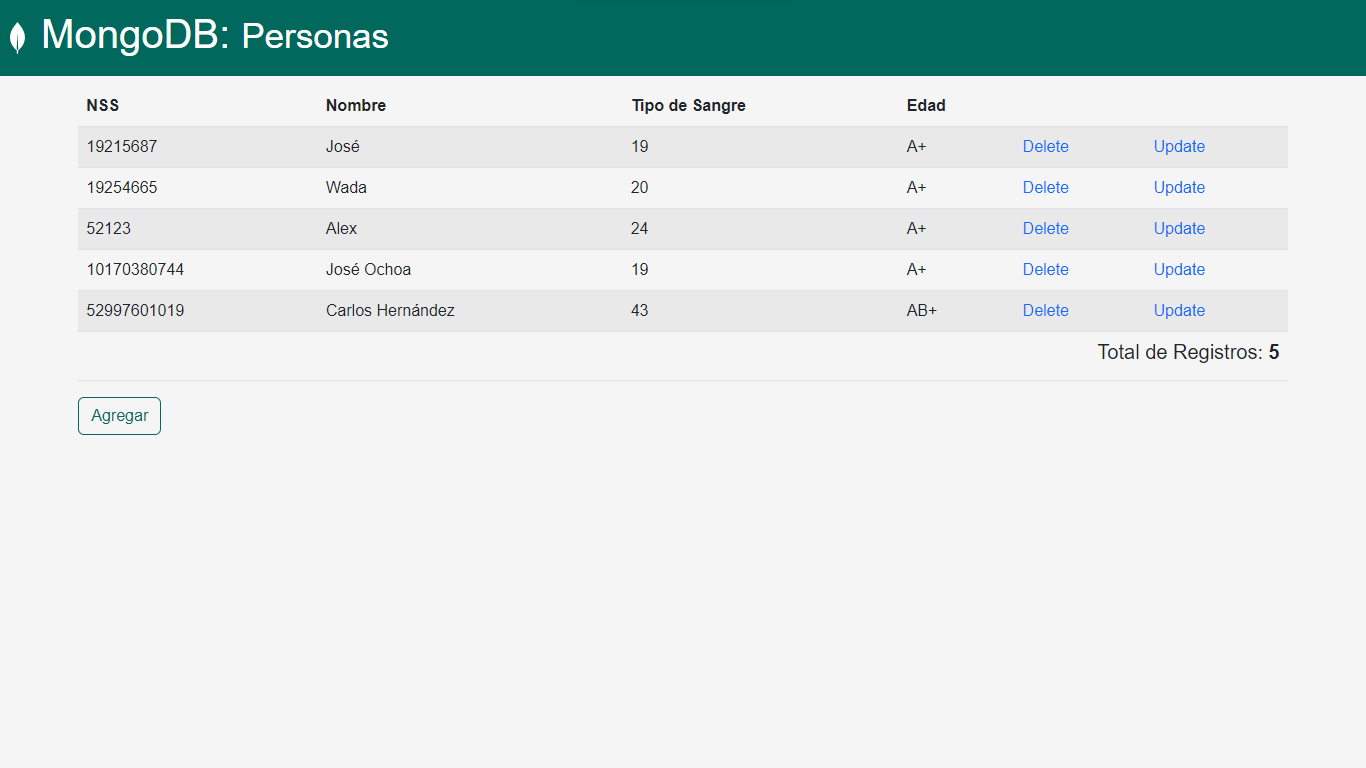 MongoDB: Personas
NSS Nombre Tipo de Sangre Edad
19215687 José 19 A+ Delete Update
19254665 Wada 20 A+ Delete Update
52123 Alex 24 A+ Delete Update
10170380744 José Ochoa 19 A+ Delete Update
52997601019 Carlos Hernández 43 AB+ Delete Update
Total de Registros: 5
Agregar